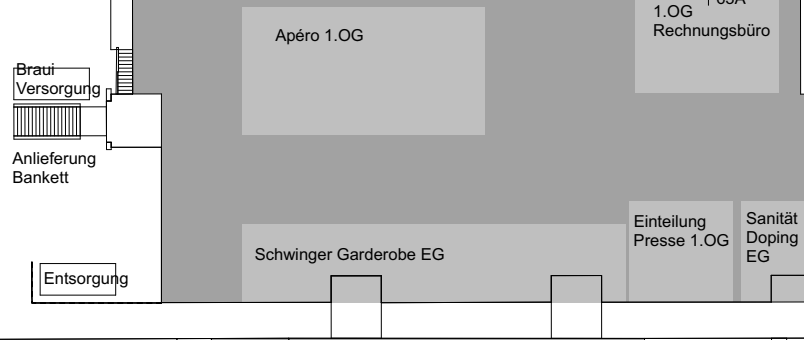 03A
1.OG
Rechnungsbüro
Apéro 1.OG
Braui
Versorgung
Anlieferung
Bankett
Einteilung
Presse 1.OG
Sanität
Doping
EG
Schwinger Garderobe EG
Entsorgung